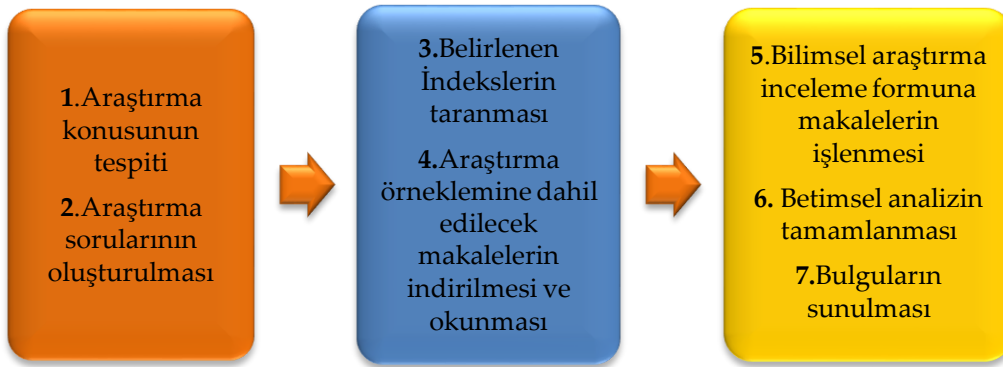 1.Araştırma
konusunun
tespiti
2.Araştırma
sorularının
oluşturulması
3.Belirlenen
İndekslerin
taranması
4.Araştırma
örneklemine dahil
edilecek
makalelerin
indirilmesi ve
okunması
5.Bilimsel araştırma
inceleme formuna
makalelerin
işlenmesi
6. Betimsel analizin
tamamlanması
7.Bulguların
sunulması